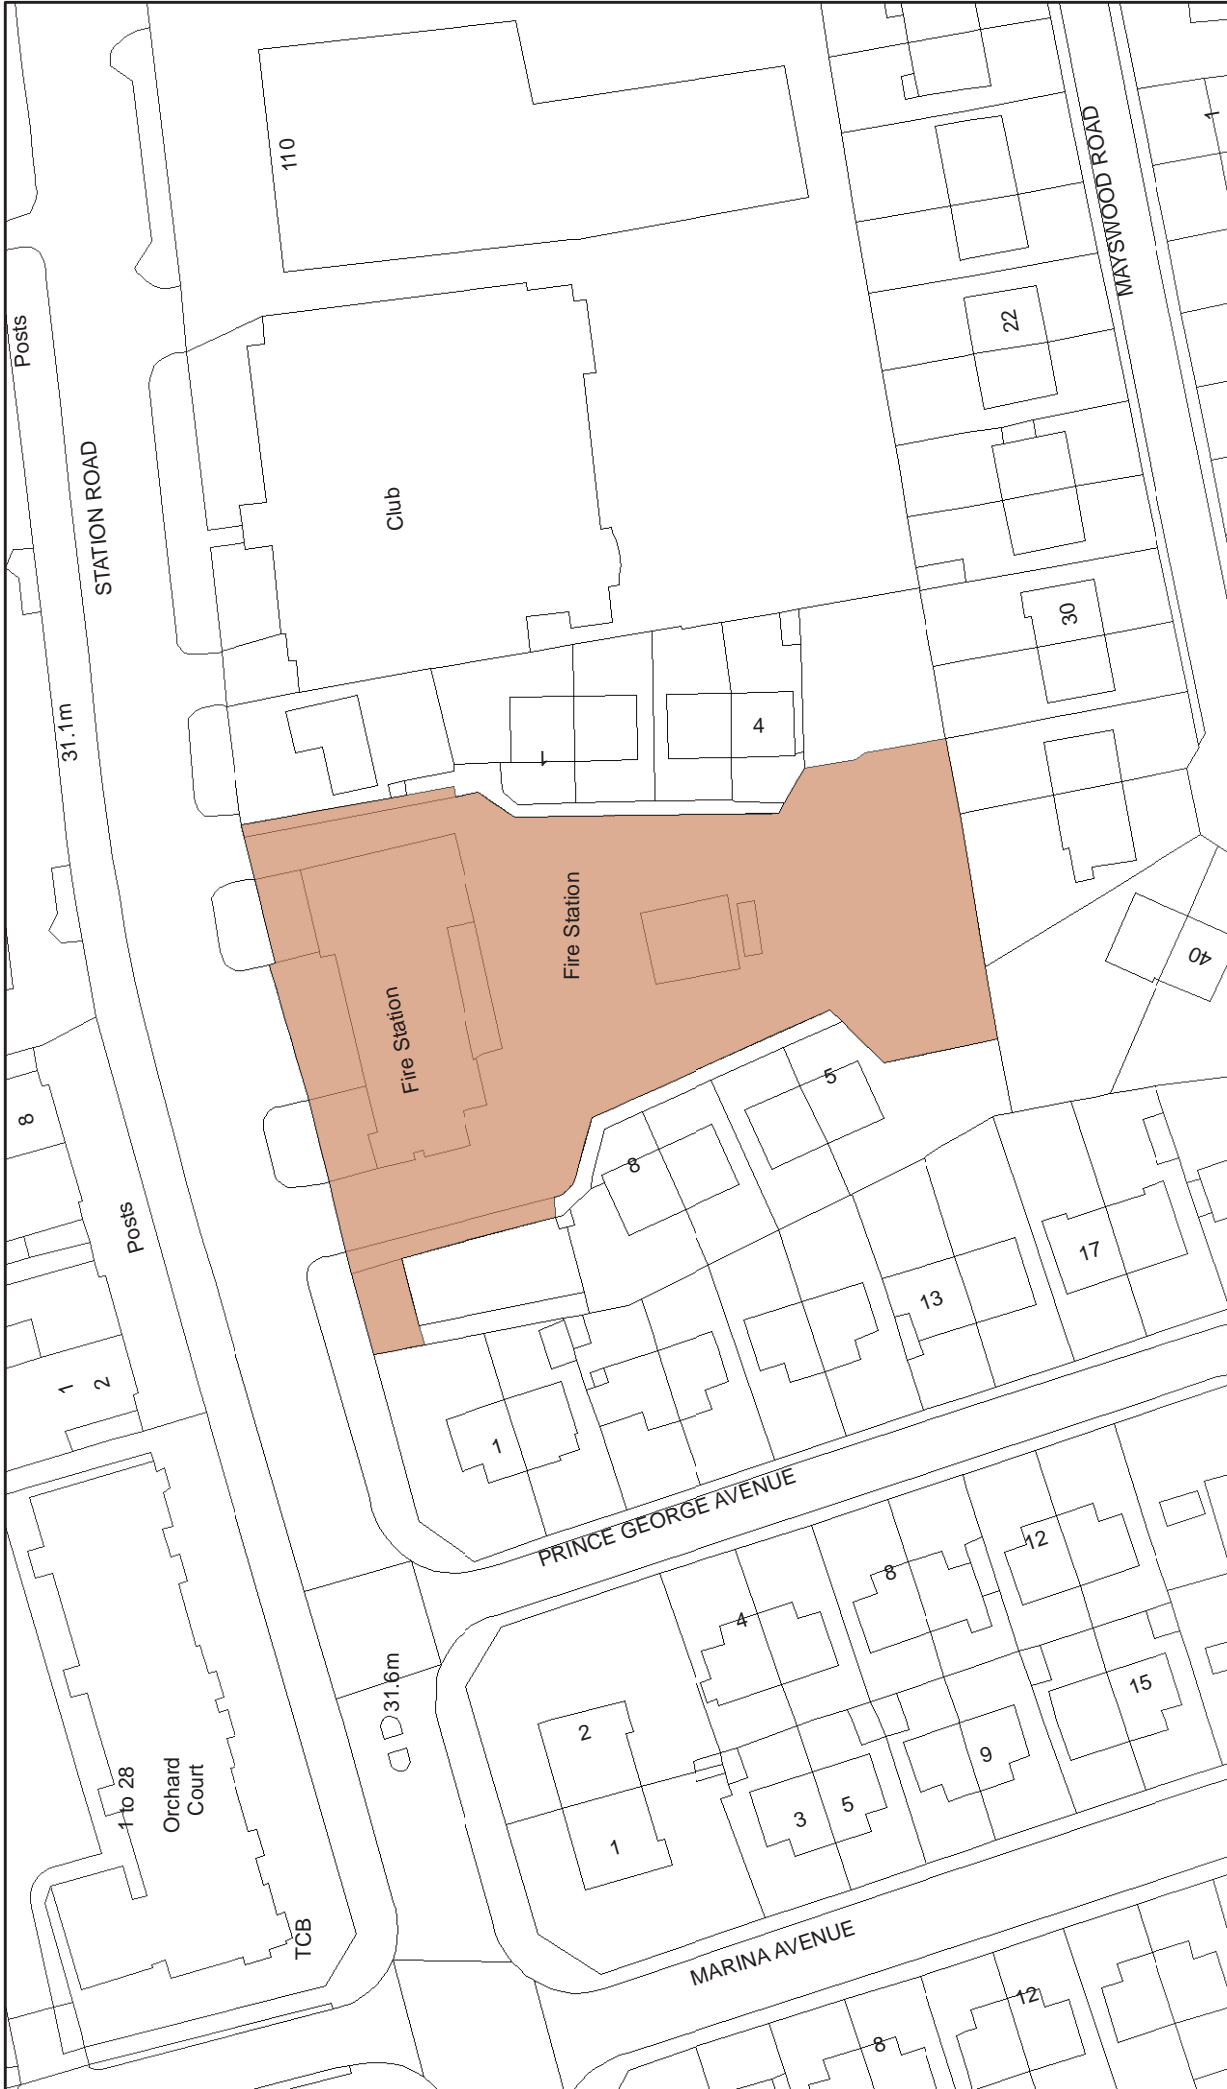 110
1
MAYSWOOD ROAD
Posts
22
STATION ROAD
Club
30
31.1m
1
4
Fire Station
Fire Station
40
8
5
8
Posts
17
13
1
2
1
PRINCE GEORGE AVENUE
12
8
4
31.6m
2
15
9
1 to 28
Orchard
Court
3
5
1
TCB
MARINA AVENUE
12
8